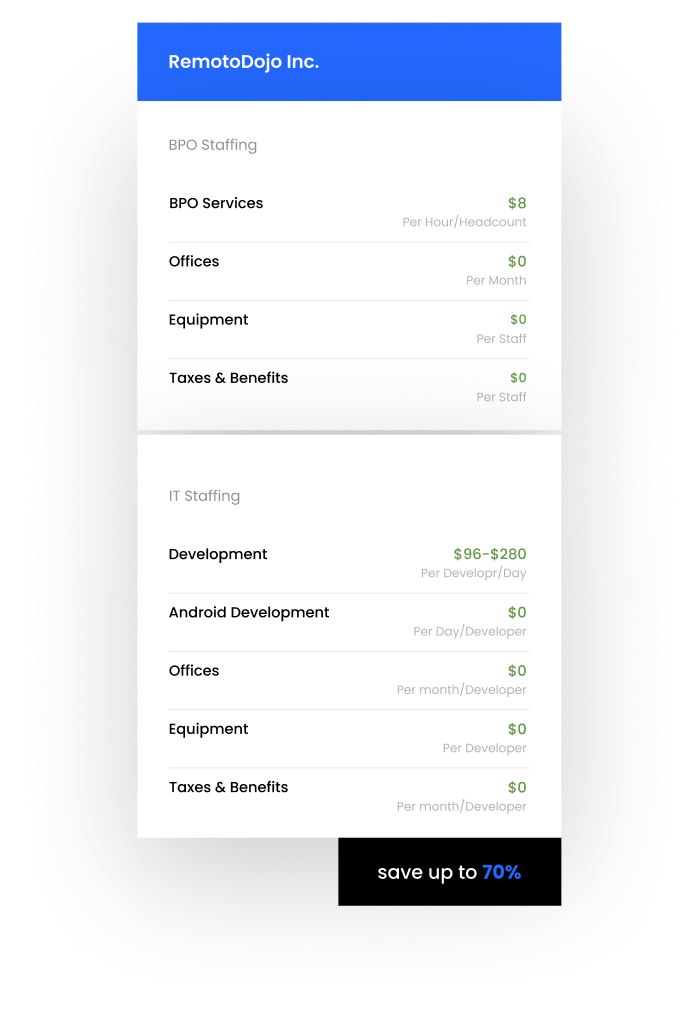 RemotoDojo Inc.
BPO Staffing
BPO Services $8
Per Hour/Headcount
Offices $0
Per Month
Equipment $0
Per Staff
Taxes & Benefits $0
Per Staff
IT Staffing
Development $96-$280
Per Developr/Day
Android Development $0
Per Day/Developer
Offices $0
Per month/Developer
Equipment $0
Per Developer
Taxes & Benefits $0
Per month/Developer
save up to 70%